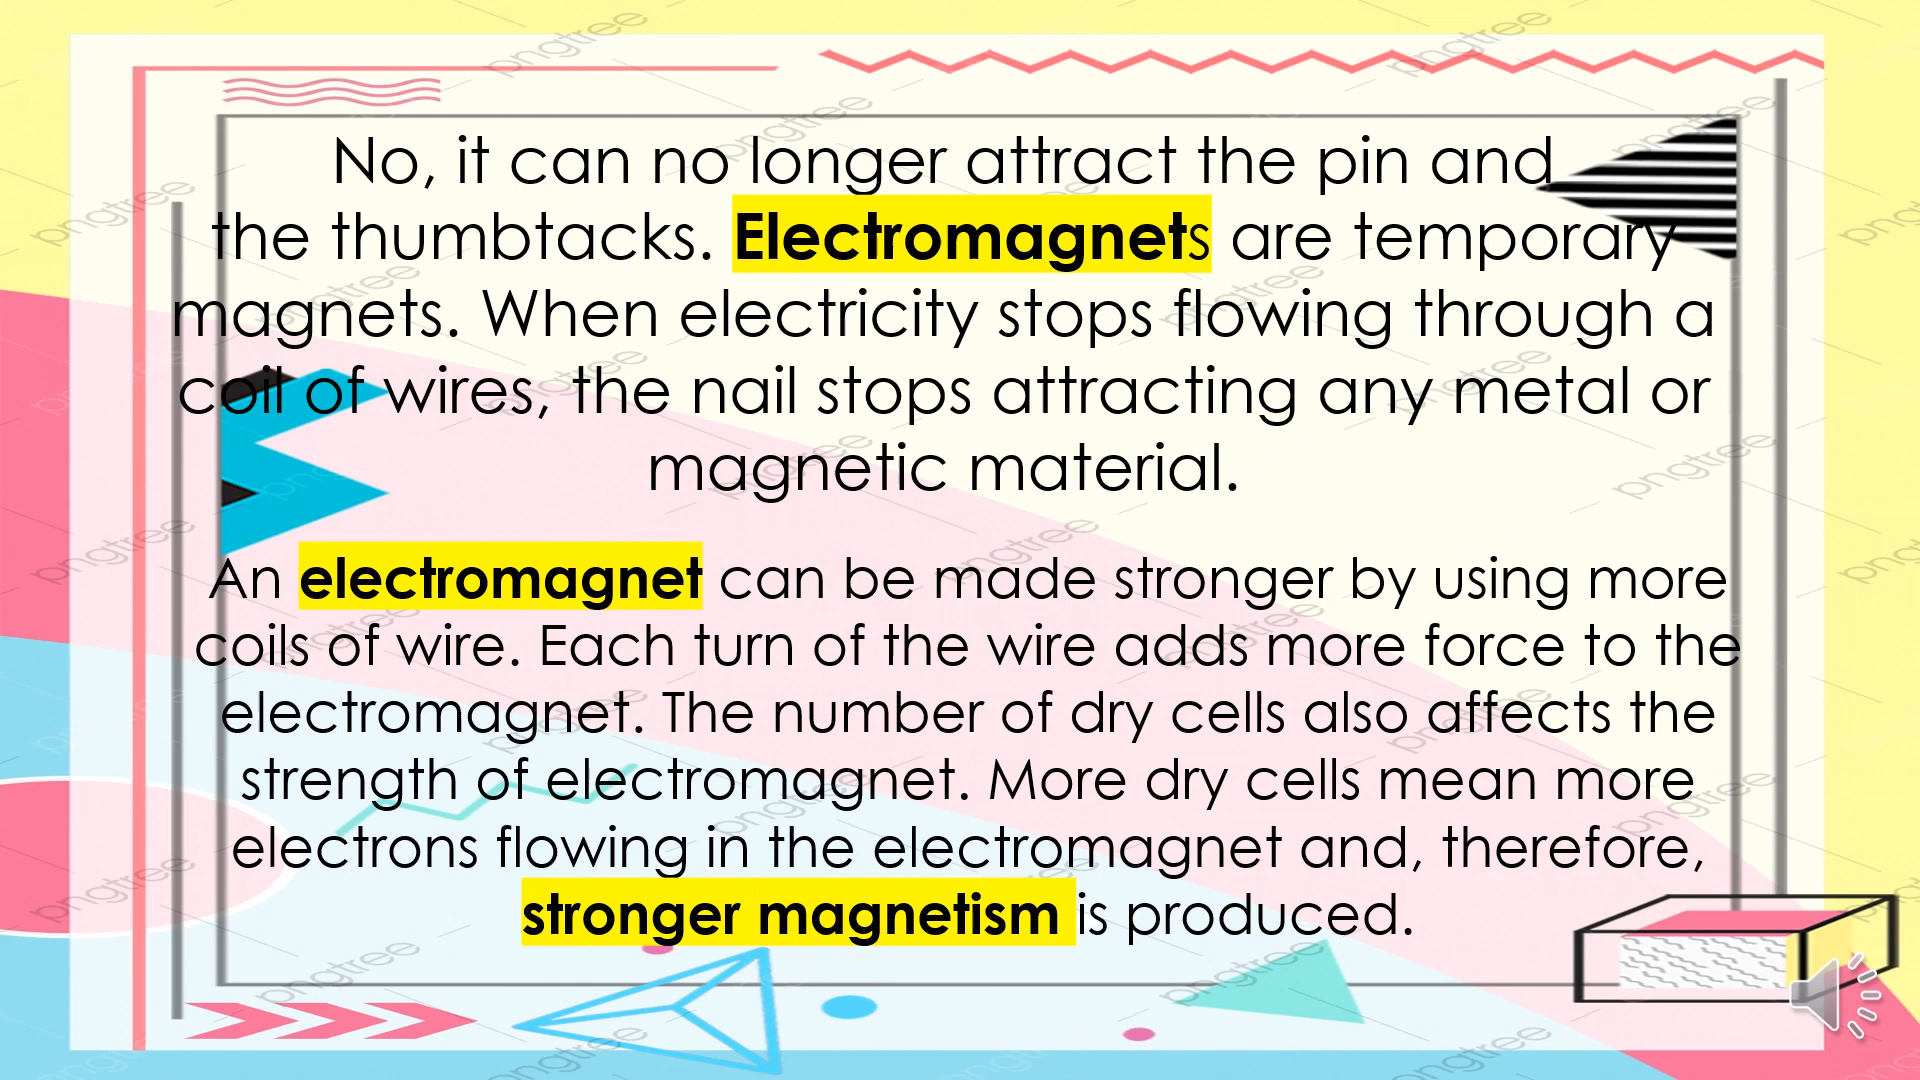 No, it can no longer attract the pin and
the thumbtacks. Electromagnets are temporary
magnets. When electricity stops flowing through a
coil of wires, the nail stops attracting any metal or
magnetic material.
An electromagnet can be made stronger by using more
coils of wire. Each turn of the wire adds more force to the
electromagnet. The number of dry cells also affects the
strength of electromagnet. More dry cells mean more
electrons flowing in the electromagnet and, therefore,
stronger magnetism is produced.
pngtree